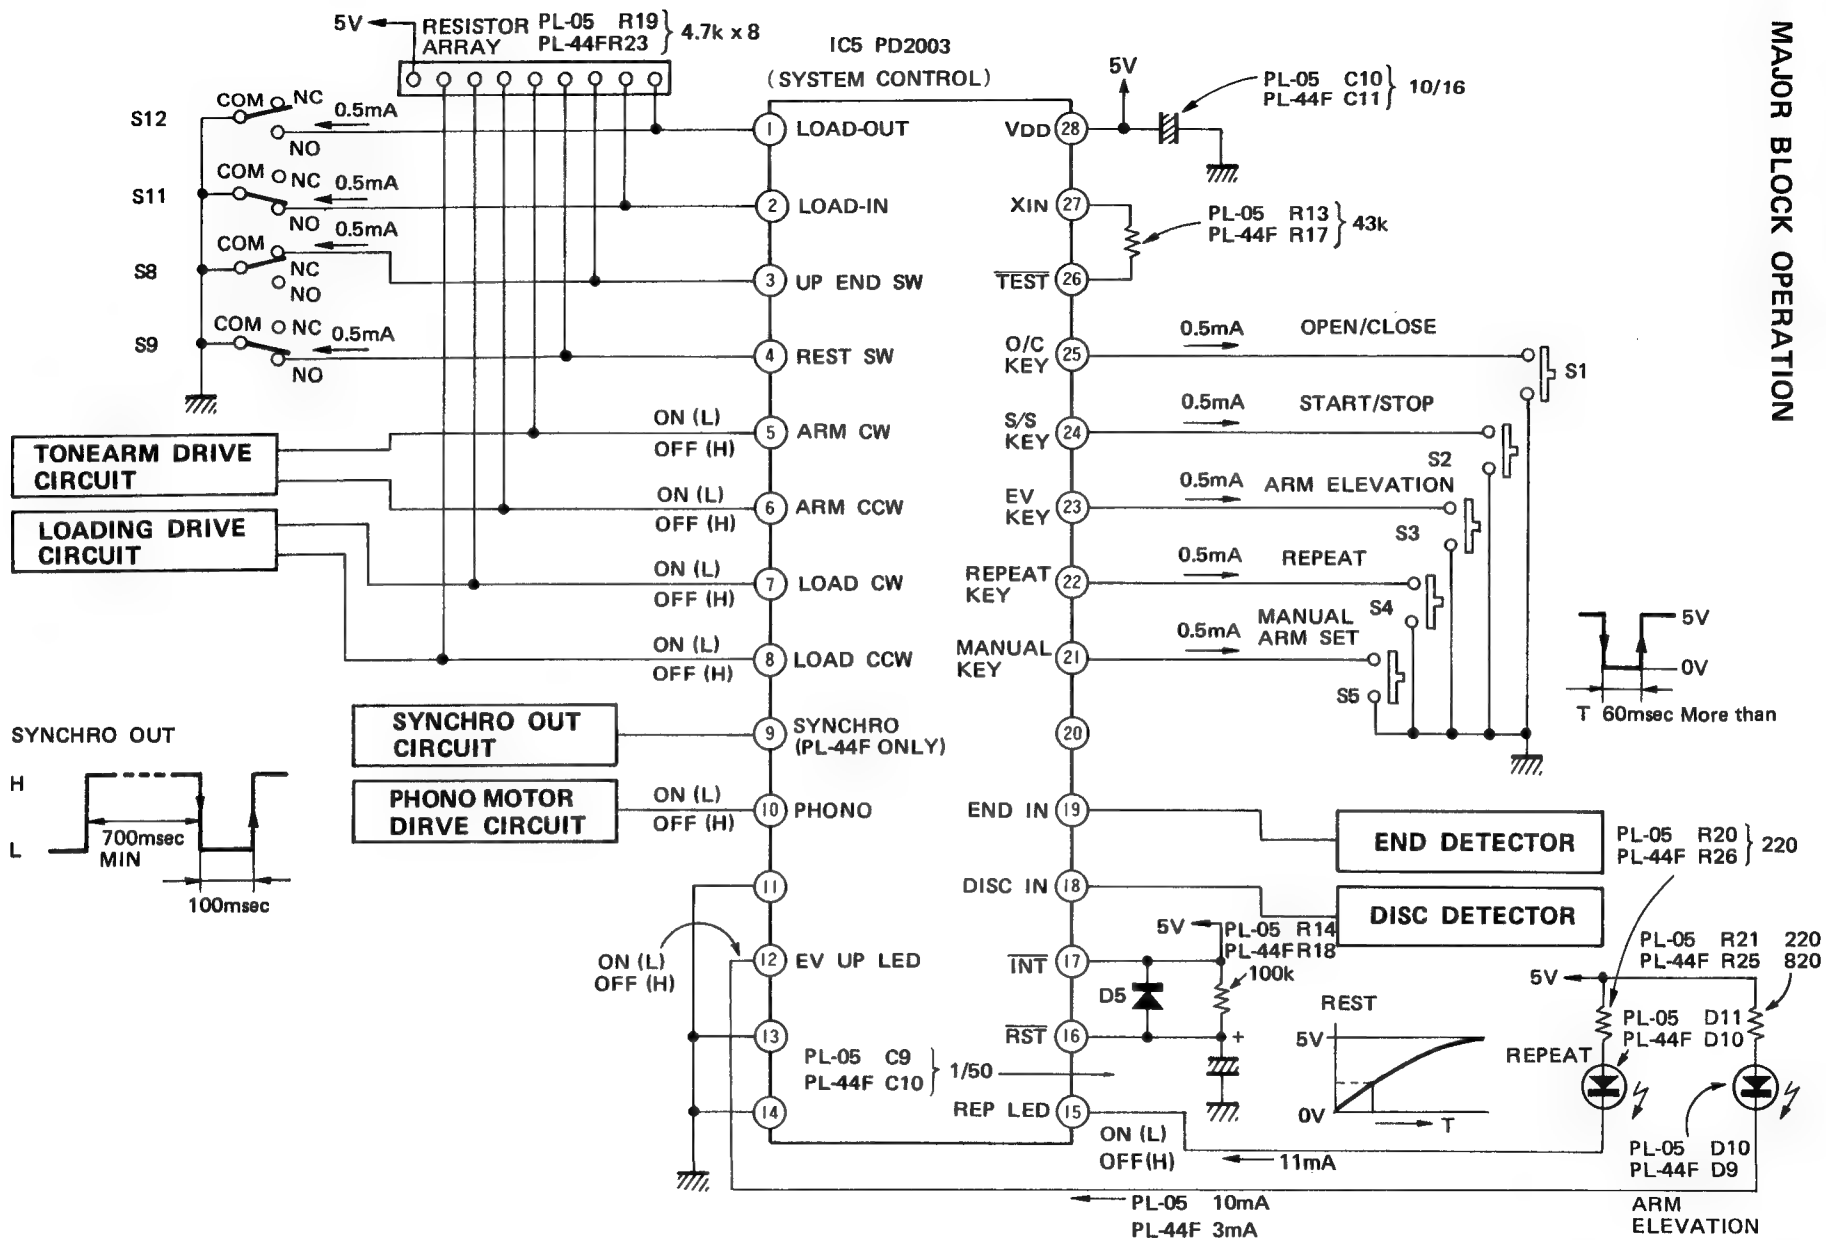 MAJOR BLOCK OPERATION
5V
RESISTOR ARRAY
PL-05 R19
PL-44FR23
4.7k x 8
IC5 PD2003
(SYSTEM CONTROL)
S12
COM
NC
NO
0.5mA
S11
COM
NC
NO
0.5mA
S8
COM
NC
NO
0.5mA
S9
COM
NC
NO
0.5mA
1 LOAD-OUT
2 LOAD-IN
3 UP END SW
4 REST SW
ON (L)
OFF (H)
5 ARM CW
ON (L)
OFF (H)
6 ARM CCW
ON (L)
OFF (H)
7 LOAD CW
ON (L)
OFF (H)
8 LOAD CCW
9 SYNCHRO
(PL-44F ONLY)
ON (L)
OFF (H)
10 PHONO
11
ON (L)
OFF (H)
12 EV UP LED
13
14
TONEARM DRIVE
CIRCUIT
LOADING DRIVE
CIRCUIT
SYNCHRO OUT
CIRCUIT
PHONO MOTOR
DIRVE CIRCUIT
SYNCHRO OUT
H
L
700msec
MIN
100msec
5V
PL-05 C10
PL-44F C11
10/16
VDD 28
XIN 27
PL-05 R13
PL-44F R17
43k
TEST 26
O/C
KEY 25
0.5mA OPEN/CLOSE
S1
S/S
KEY 24
0.5mA START/STOP
S2
EV
KEY 23
0.5mA ARM ELEVATION
S3
REPEAT
KEY 22
0.5mA REPEAT
S4
MANUAL
KEY 21
0.5mA
MANUAL
ARM SET
S5
5V
0V
T 60msec More than
20
END IN 19
END DETECTOR
DISC IN 18
DISC DETECTOR
PL-05 R20
PL-44F R26
220
INT 17
5V
PL-05 R14
PL-44FR18
100k
D5
RST 16
+
PL-05 C9
PL-44F C10
1/50
REP LED 15
ON (L)
OFF(H)
11mA
REST
5V
0V
T
PL-05 R21 220
PL-44F R25 820
5V
PL-05 D11
PL-44F D10
REPEAT
PL-05 D10
PL-44F D9
ARM
ELEVATION
PL-05 10mA
PL-44F 3mA